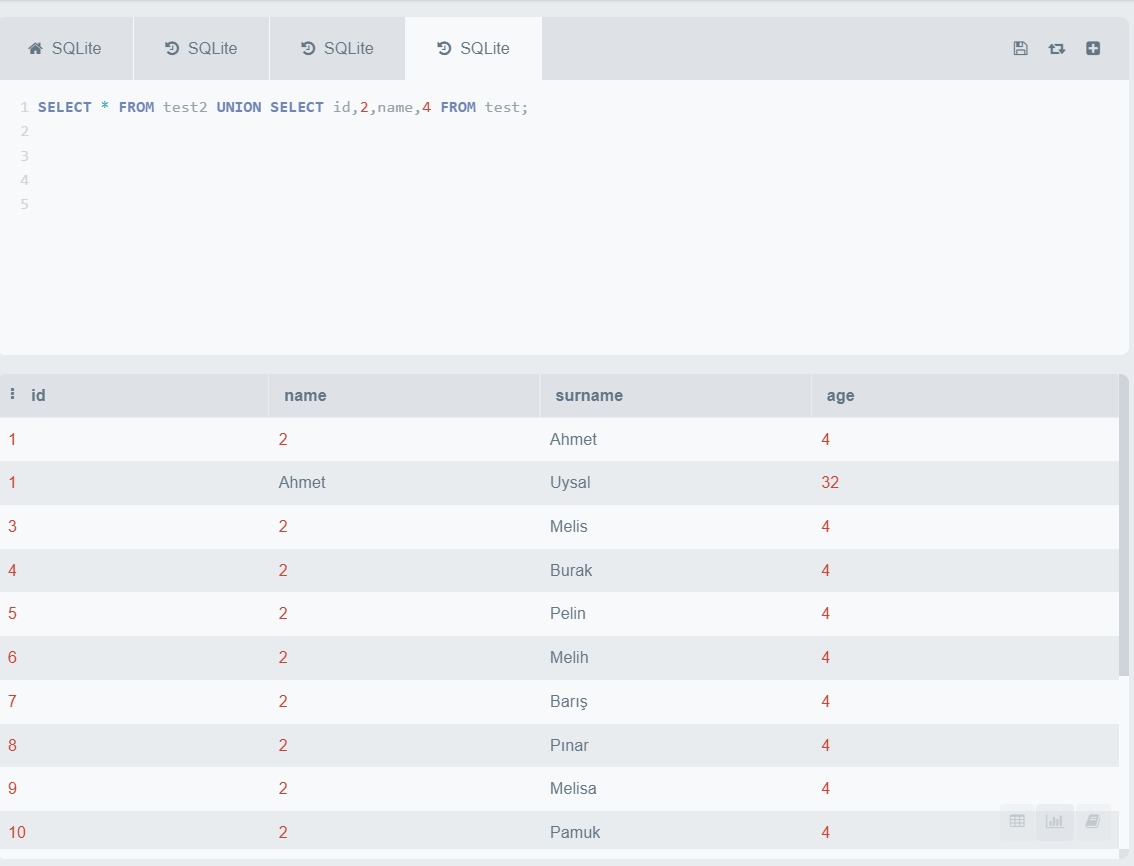 SQLite SQLite SQLite SQLite
1 SELECT * FROM test2 UNION SELECT id,2,name,4 FROM test;
2
3
4
5
id name surname age
1 2 Ahmet 4
1 Ahmet Uysal 32
3 2 Melis 4
4 2 Burak 4
5 2 Pelin 4
6 2 Melih 4
7 2 Barış 4
8 2 Pınar 4
9 2 Melisa 4
10 2 Pamuk 4